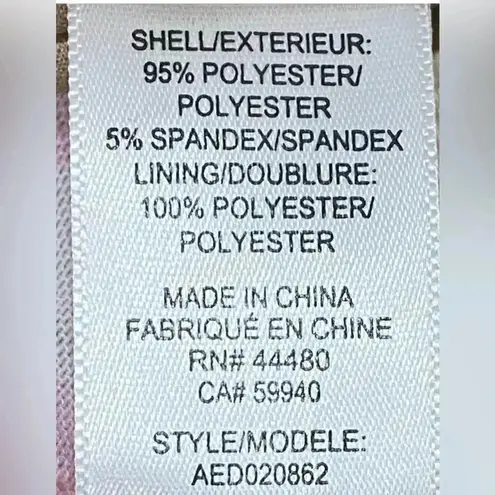 SHELL/EXTERIEUR:
95% POLYESTER/
POLYESTER
5% SPANDEX/SPANDEX
LINING/DOUBLURE:
100% POLYESTER/
POLYESTER
MADE IN CHINA
FABRIQUÉ EN CHINE
RN# 44480
CA# 59940
STYLE/MODELE:
AED020862